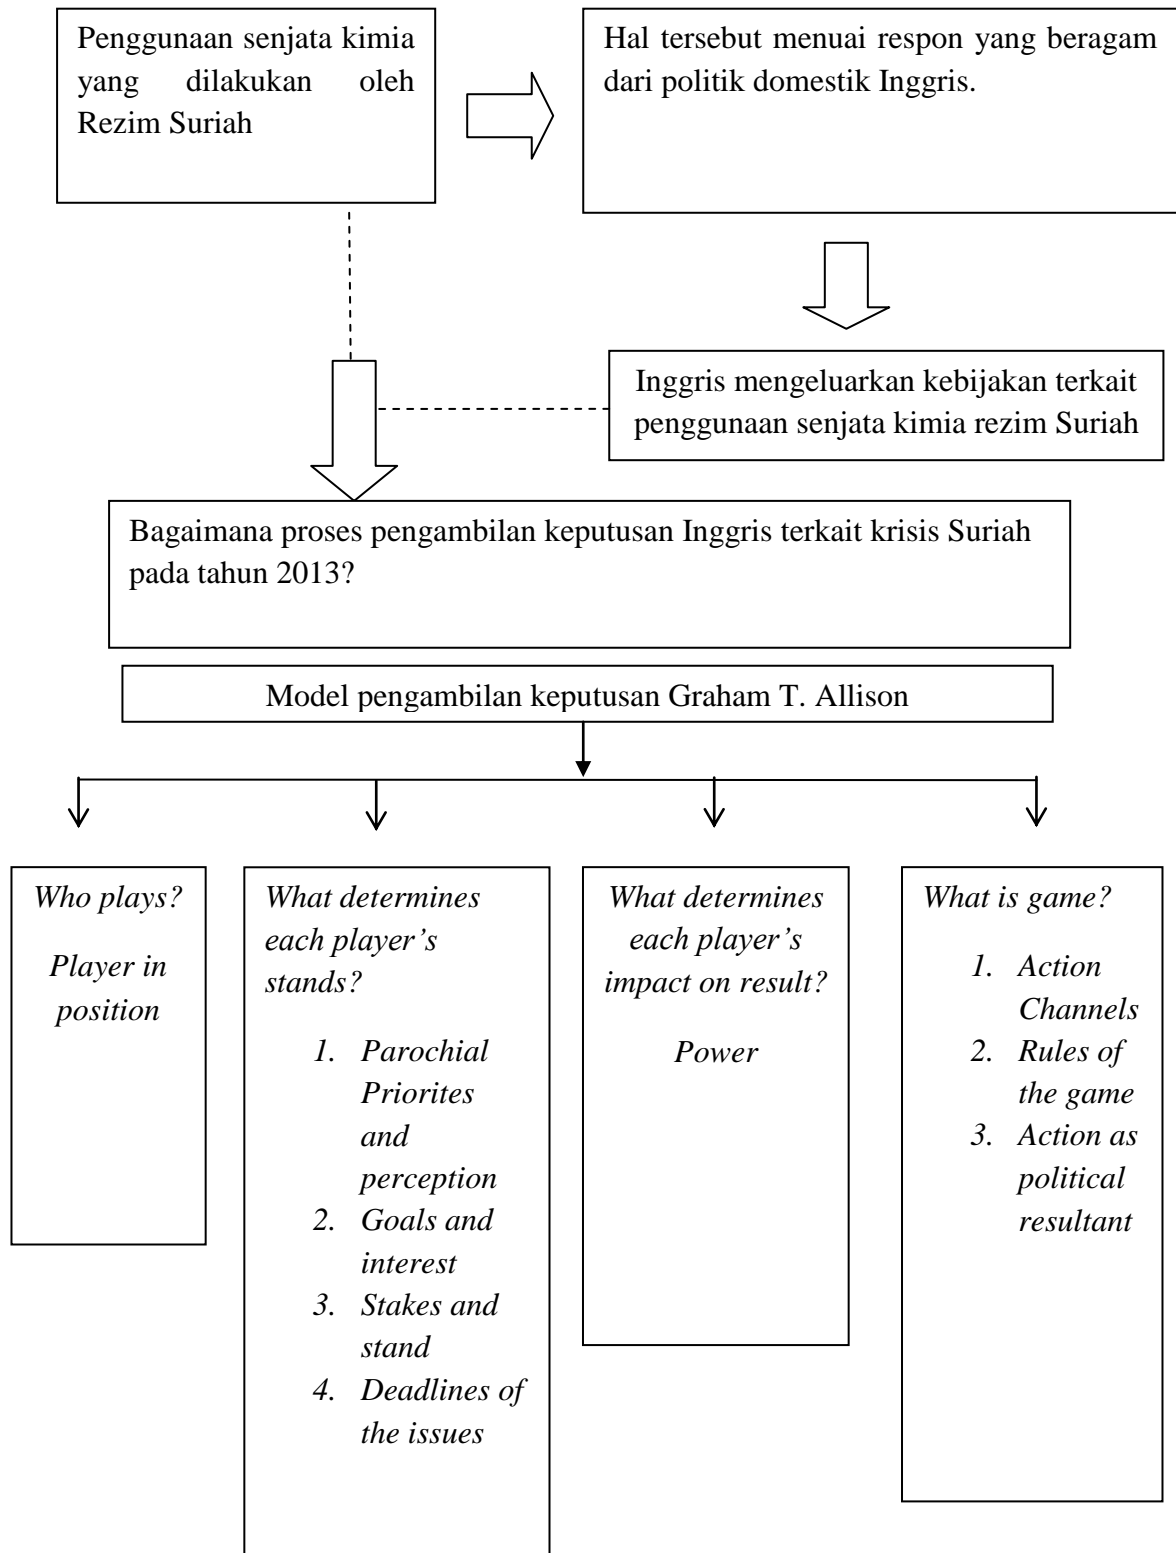 Penggunaan senjata kimia
yang dilakukan oleh
Rezim Suriah
Hal tersebut menuai respon yang beragam
dari politik domestik Inggris.
Inggris mengeluarkan kebijakan terkait
penggunaan senjata kimia rezim Suriah
Bagaimana proses pengambilan keputusan Inggris terkait krisis Suriah
pada tahun 2013?
Model pengambilan keputusan Graham T. Allison
Who plays?
Player in
position
What determines
each player’s
stands?
1. Parochial
Priorites
and
perception
2. Goals and
interest
3. Stakes and
stand
4. Deadlines of
the issues
What determines
each player’s
impact on result?
Power
What is game?
1. Action
Channels
2. Rules of
the game
3. Action as
political
resultant